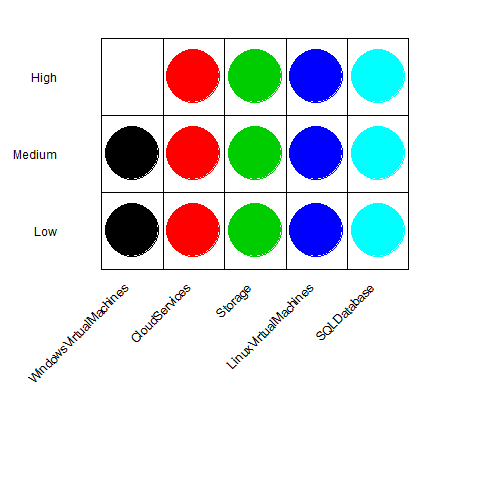 High
Medium
Low
WindowsVirtualMachines
CloudServices
Storage
LinuxVirtualMachines
SQLDatabase